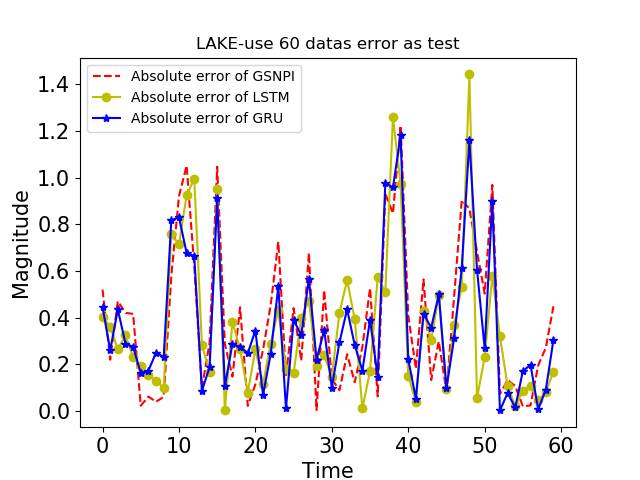 LAKE-use 60 datas error as test
Absolute error of GSNPI
Absolute error of LSTM
Absolute error of GRU
Magnitude
1.4
1.2
1.0
0.8
0.6
0.4
0.2
0.0
0 10 20 30 40 50 60
Time